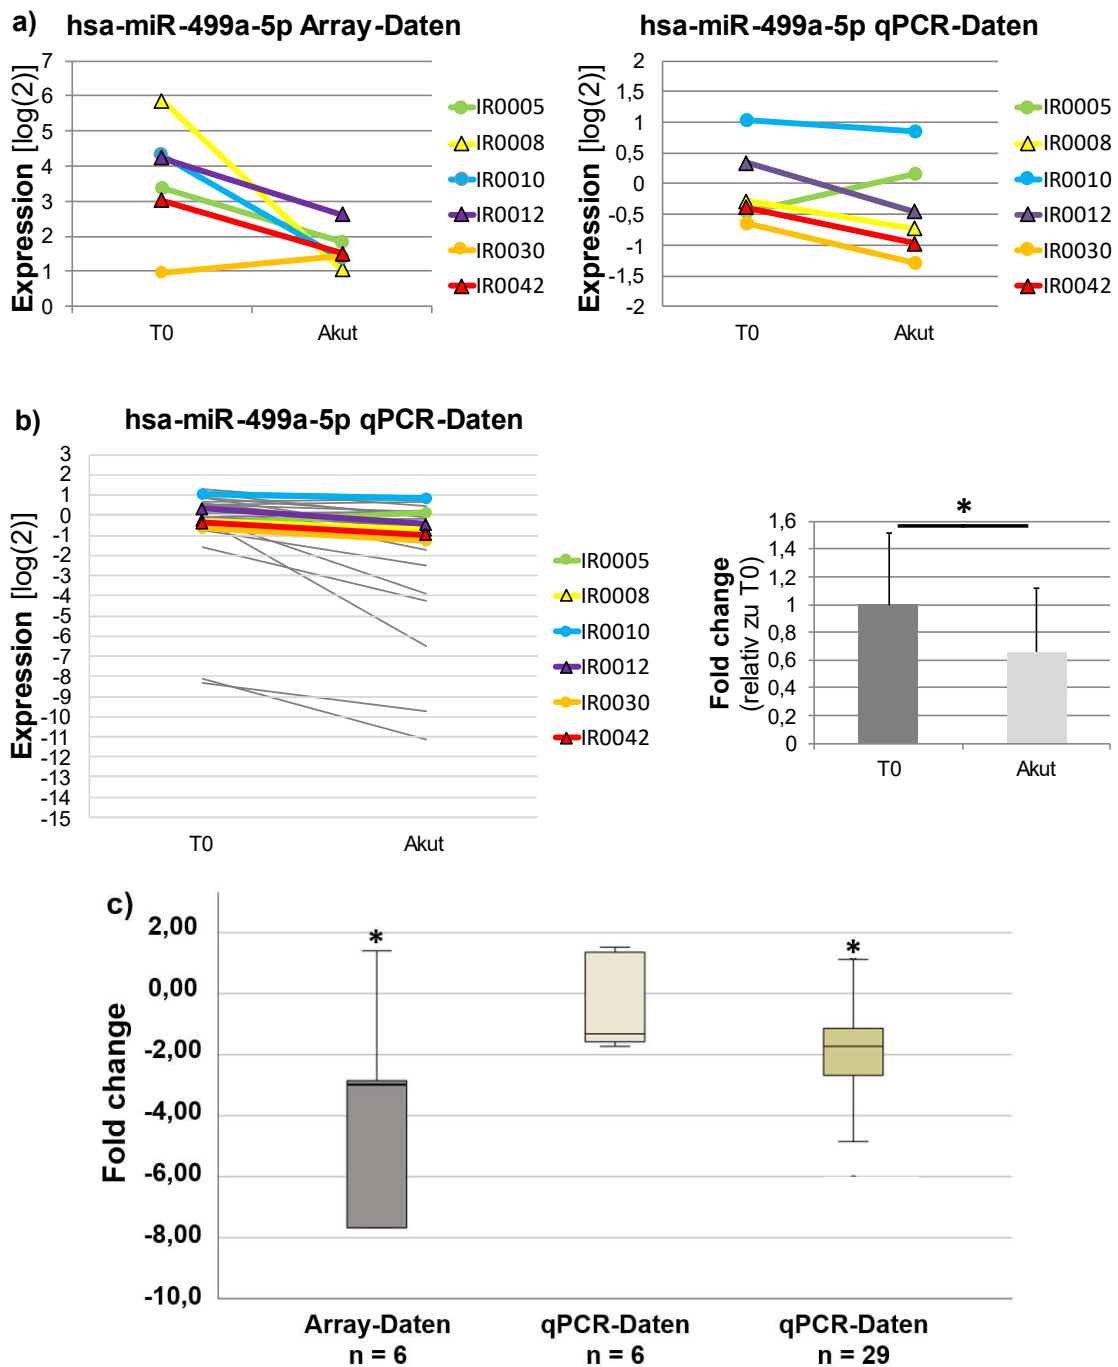 a)
hsa-miR-499a-5p Array-Daten
Expression [log(2)]
7
6
5
4
3
2
1
0
T0
Akut
IR0005
IR0008
IR0010
IR0012
IR0030
IR0042
hsa-miR-499a-5p qPCR-Daten
Expression [log(2)]
2
1,5
1
0,5
0
-0,5
-1
-1,5
-2
T0
Akut
IR0005
IR0008
IR0010
IR0012
IR0030
IR0042
b)
hsa-miR-499a-5p qPCR-Daten
Expression [log(2)]
3
2
1
0
-1
-2
-3
-4
-5
-6
-7
-8
-9
-10
-11
-12
-13
-14
-15
T0
Akut
IR0005
IR0008
IR0010
IR0012
IR0030
IR0042
Fold change
(relativ zu T0)
*
1,6
1,4
1,2
1
0,8
0,6
0,4
0,2
0
T0
Akut
c)
Fold change
2,00
0,00
-2,00
-4,00
-6,00
-8,00
-10,0
*
*
Array-Daten
n = 6
qPCR-Daten
n = 6
qPCR-Daten
n = 29